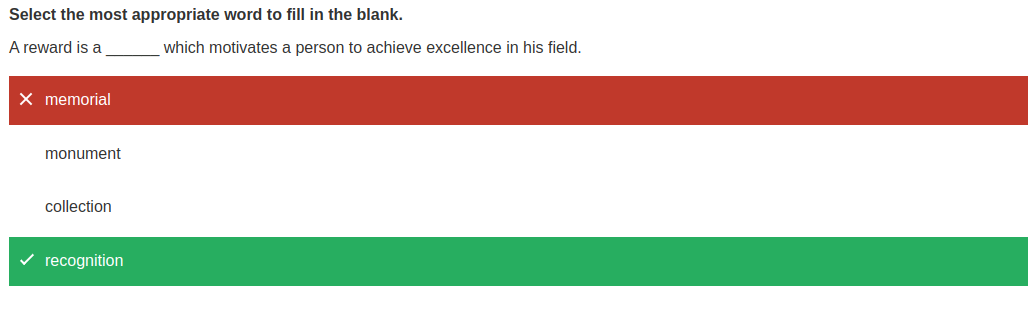 Select the most appropriate word to fill in the blank.
A reward is a ______ which motivates a person to achieve excellence in his field.
memorial
monument
collection
recognition